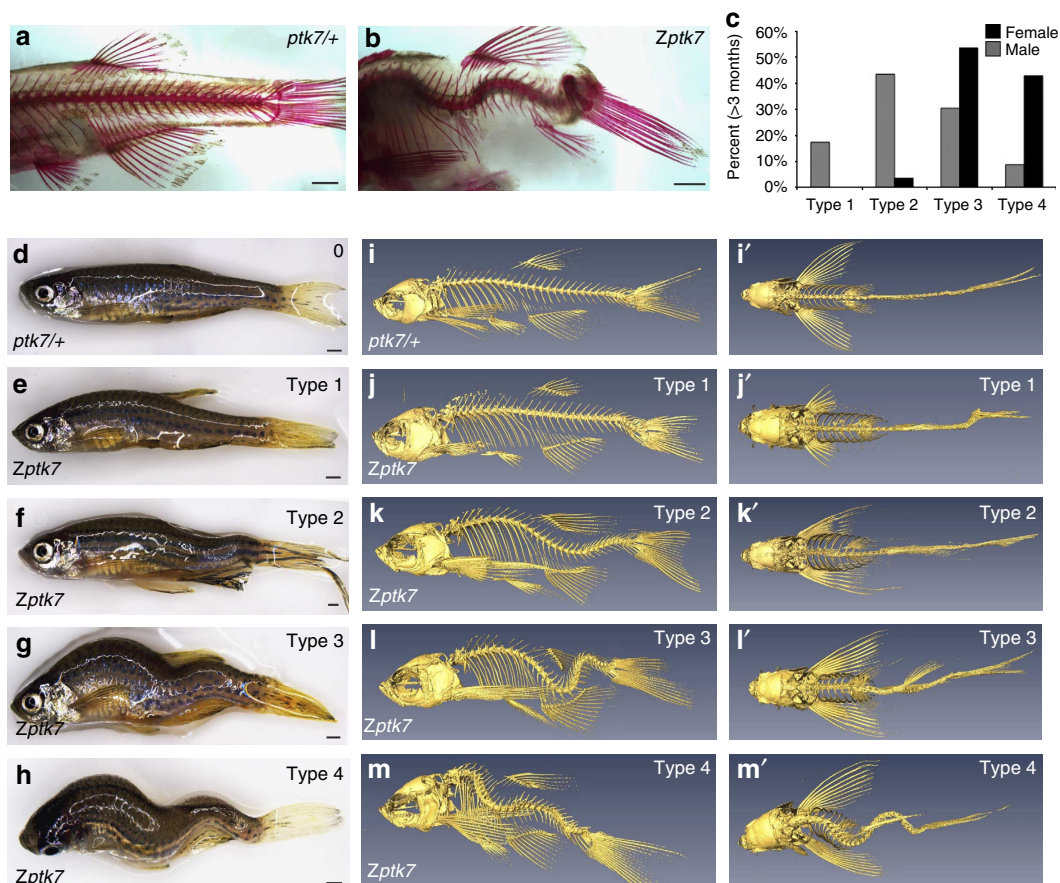 a
ptk7/+
b
Zptk7
c
Percent (>3 months)
60%
50%
40%
30%
20%
10%
0%
Female
Male
Type 1
Type 2
Type 3
Type 4
d
0
ptk7/+
i
ptk7/+
i′
e
Type 1
Zptk7
j
Type 1
Zptk7
j′
Type 1
f
Type 2
Zptk7
k
Type 2
Zptk7
k′
Type 2
g
Type 3
Zptk7
l
Type 3
Zptk7
l′
Type 3
h
Type 4
Zptk7
m
Type 4
Zptk7
m′
Type 4